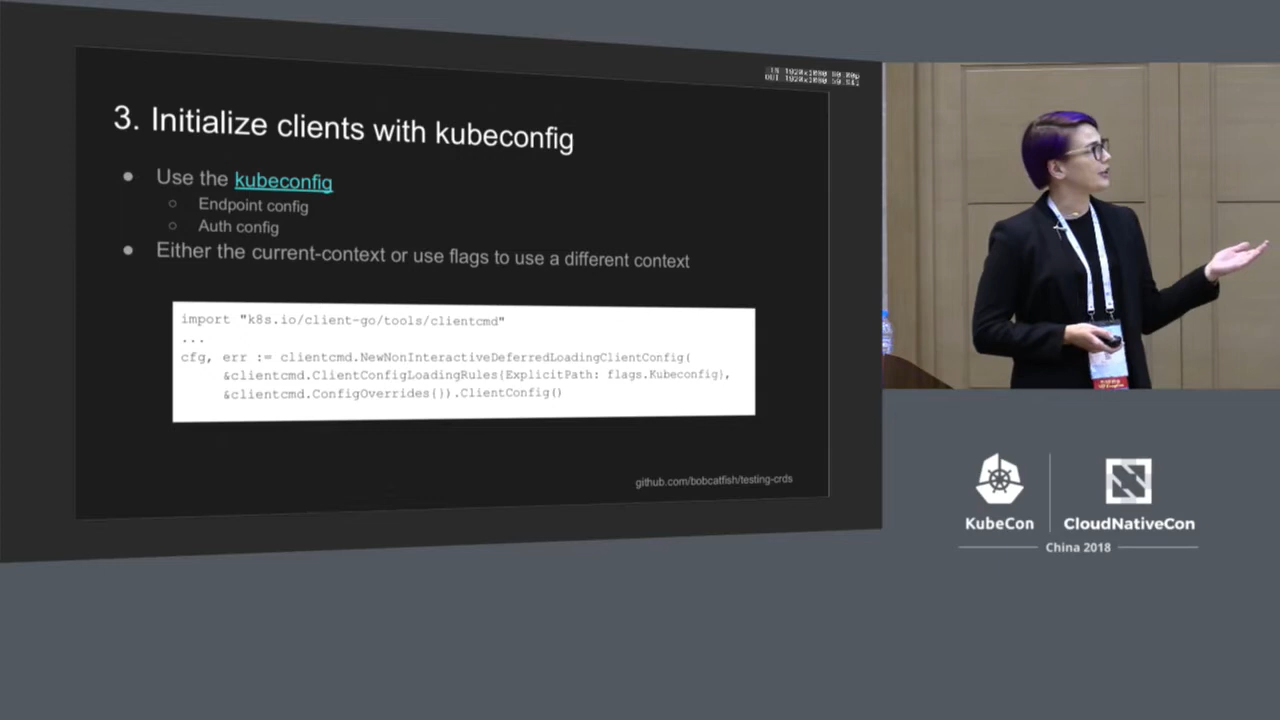 3. Initialize clients with kubeconfig
● Use the kubeconfig
○ Endpoint config
○ Auth config
● Either the current-context or use flags to use a different context
import "k8s.io/client-go/tools/clientcmd"
...
cfg, err := clientcmd.NewNonInteractiveDeferredLoadingClientConfig(
&clientcmd.ClientConfigLoadingRules{ExplicitPath: flags.Kubeconfig},
&clientcmd.ConfigOverrides{}).ClientConfig()
github.com/bobcatfish/testing-crds
KubeCon
CloudNativeCon
China 2018